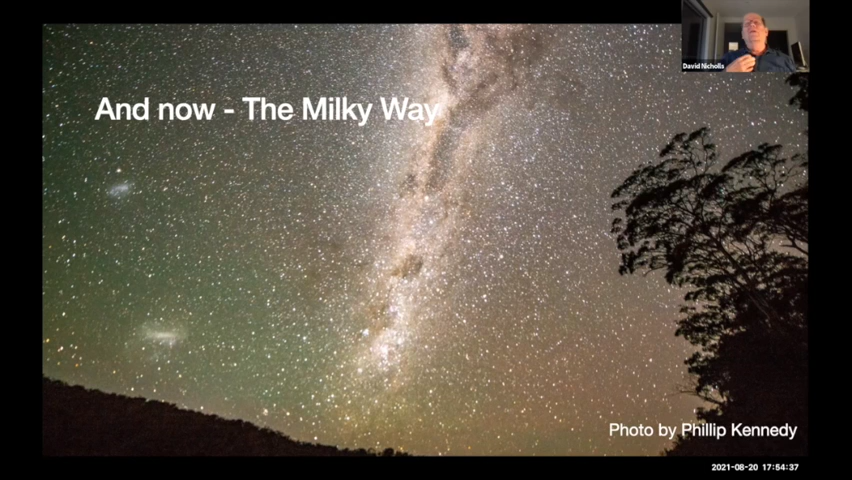 David Nicholls
And now - The Milky Way
Photo by Phillip Kennedy
2021-08-20 17:54:37